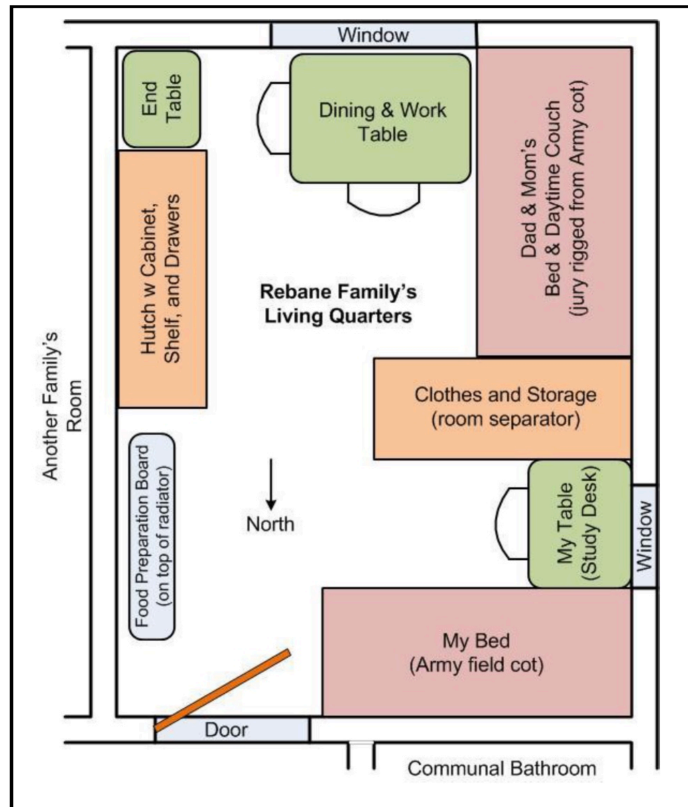 Window
End
Table
Dining & Work
Table
Dad & Mom's
Bed & Daytime Couch
(jury rigged from Army cot)
Hutch w Cabinet,
Shelf, and Drawers
Rebane Family's
Living Quarters
Another Family's
Room
Clothes and Storage
(room separator)
Food Preparation Board
(on top of radiator)
North
My Table
(Study Desk)
Window
My Bed
(Army field cot)
Door
Communal Bathroom